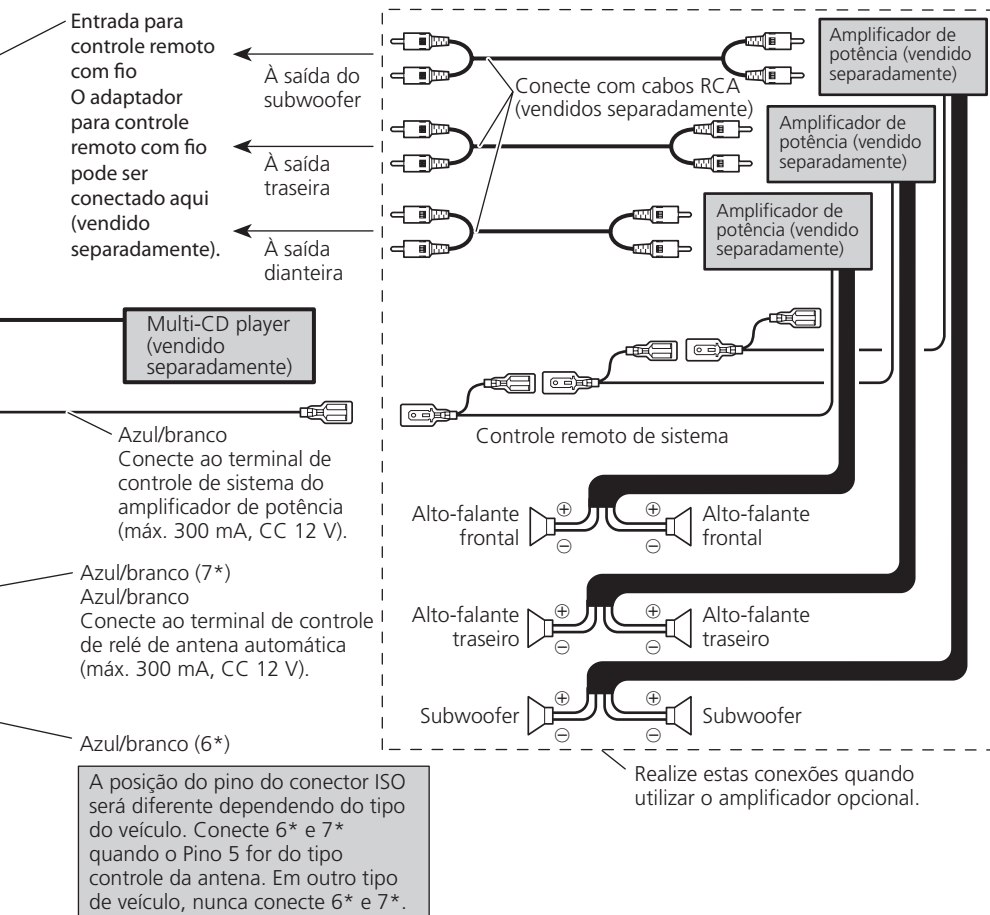 Entrada para
controle remoto
com fio
O adaptador
para controle
remoto com fio
pode ser
conectado aqui
(vendido
separadamente).
À saída do
subwoofer
À saída
traseira
À saída
dianteira
Conecte com cabos RCA
(vendidos separadamente)
Amplificador de
potência (vendido
separadamente)
Amplificador de
potência (vendido
separadamente)
Amplificador de
potência (vendido
separadamente)
Multi-CD player
(vendido
separadamente)
Azul/branco
Conecte ao terminal de
controle de sistema do
amplificador de potência
(máx. 300 mA, CC 12 V).
Controle remoto de sistema
Alto-falante
frontal
⊕
⊖
⊕
⊖
Alto-falante
frontal
Azul/branco (7*)
Azul/branco
Conecte ao terminal de controle
de relé de antena automática
(máx. 300 mA, CC 12 V).
Alto-falante
traseiro
⊕
⊖
⊕
⊖
Alto-falante
traseiro
Subwoofer
⊕
⊖
⊕
⊖
Subwoofer
Azul/branco (6*)
A posição do pino do conector ISO
será diferente dependendo do tipo
do veículo. Conecte 6* e 7*
quando o Pino 5 for do tipo
controle da antena. Em outro tipo
de veículo, nunca conecte 6* e 7*.
Realize estas conexões quando
utilizar o amplificador opcional.